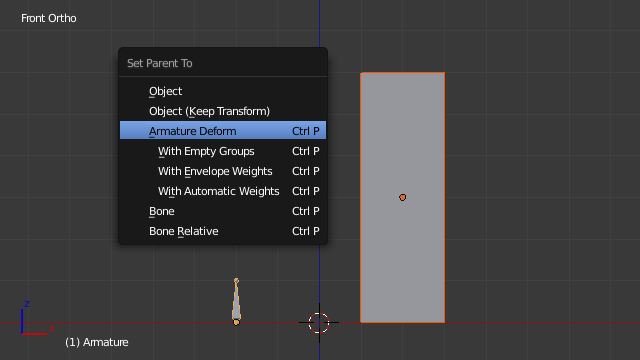 Front Ortho
Set Parent To
Object
Object (Keep Transform)
Armature Deform Ctrl P
With Empty Groups Ctrl P
With Envelope Weights Ctrl P
With Automatic Weights Ctrl P
Bone Ctrl P
Bone Relative Ctrl P
z
x
(1) Armature